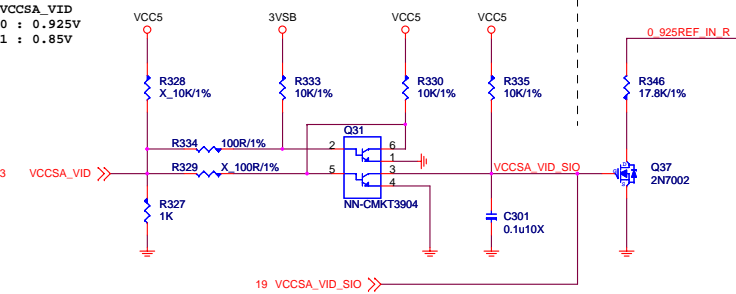 VCCSA_VID
0 : 0.925V
1 : 0.85V
VCC5
3VSB
VCC5
VCC5
0_925REF_IN_R
R328
X_10K/1%
R333
10K/1%
R330
10K/1%
R335
10K/1%
R346
17.8K/1%
Q31
R334
100R/1%
2
6
1
R329
X_100R/1%
5
3
4
VCCSA_VID_SIO
3
VCCSA_VID
Q37
2N7002
R327
1K
NN-CMKT3904
C301
0.1u10X
19 VCCSA_VID_SIO